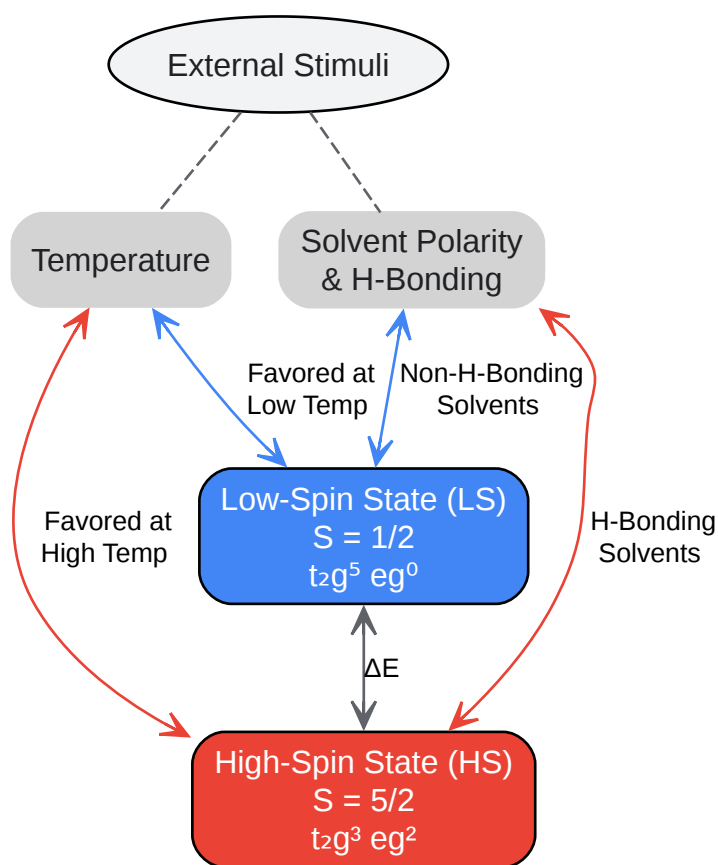 External Stimuli
Temperature
Solvent Polarity
& H-Bonding
Favored at
Low Temp
Non-H-Bonding
Solvents
Low-Spin State (LS)
S = 1/2
t₂g⁵ eg⁰
Favored at
High Temp
H-Bonding
Solvents
ΔE
High-Spin State (HS)
S = 5/2
t₂g³ eg²